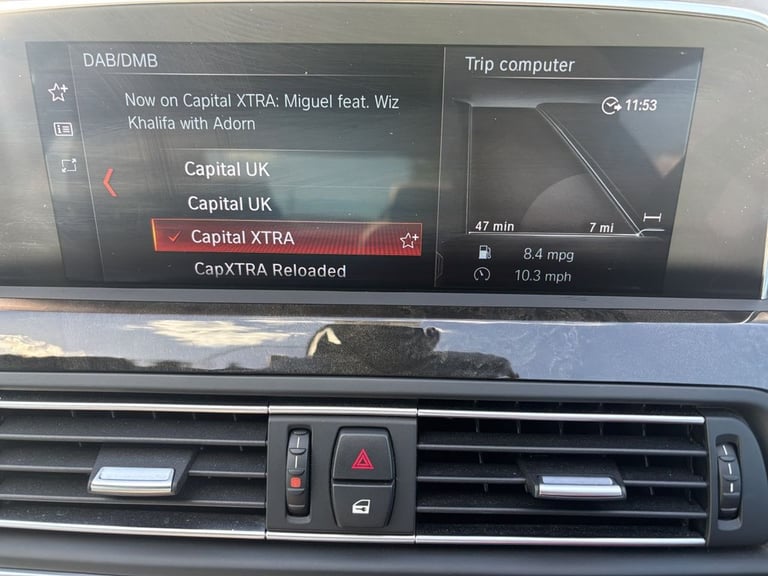 DAB/DMB
Now on Capital XTRA: Miguel feat. Wiz
Khalifa with Adorn
Capital UK
Capital UK
Capital XTRA
CapXTRA Reloaded
Trip computer
11:53
47 min 7 mi
8.4 mpg
10.3 mph